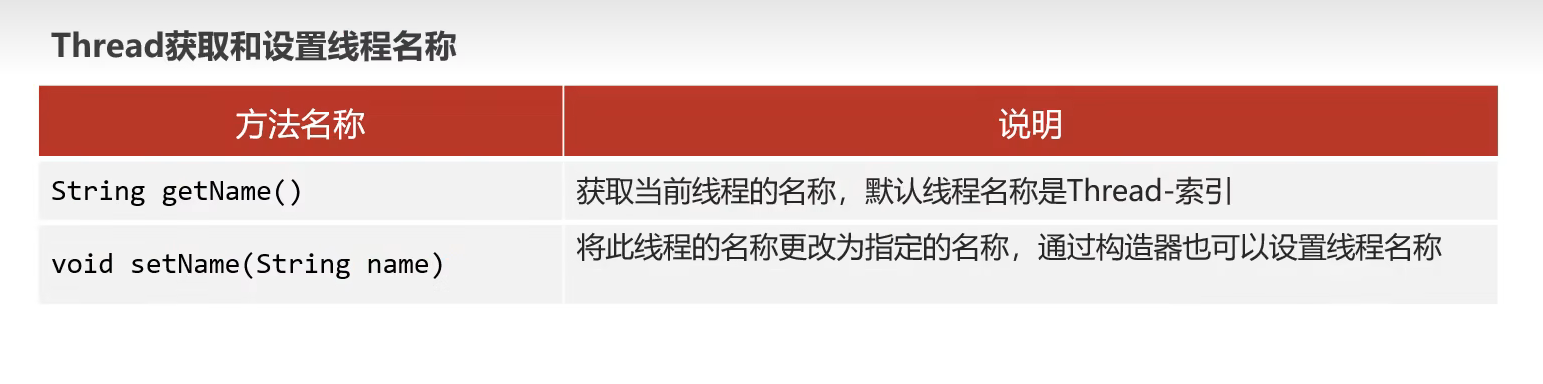 Thread获取和设置线程名称
方法名称
说明
String getName()
获取当前线程的名称，默认线程名称是Thread-索引
void setName(String name)
将此线程的名称更改为指定的名称，通过构造器也可以设置线程名称